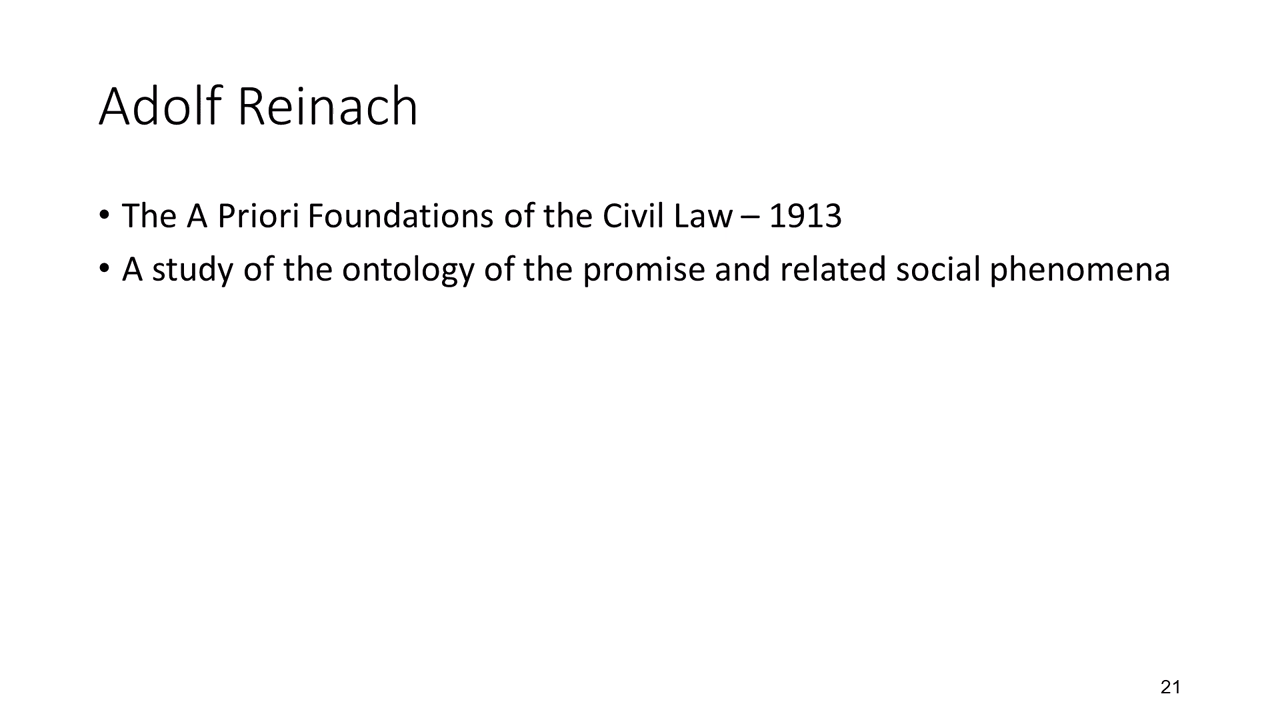 Adolf Reinach
• The A Priori Foundations of the Civil Law – 1913
• A study of the ontology of the promise and related social phenomena
21